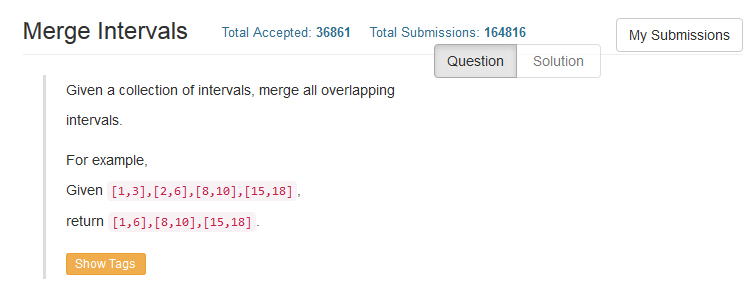 Merge Intervals Total Accepted: 36861 Total Submissions: 164816 My Submissions
Question Solution
Given a collection of intervals, merge all overlapping
intervals.
For example,
Given [1,3],[2,6],[8,10],[15,18],
return [1,6],[8,10],[15,18].
Show Tags